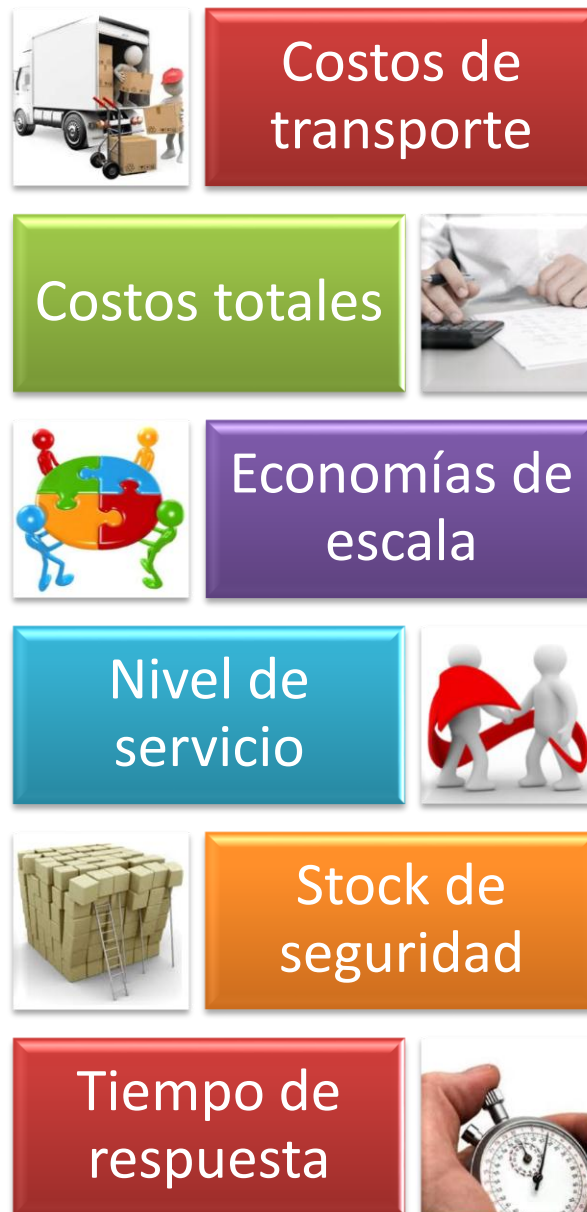 Costos de
transporte
Costos totales
Economías de
escala
Nivel de
servicio
Stock de
seguridad
Tiempo de
respuesta